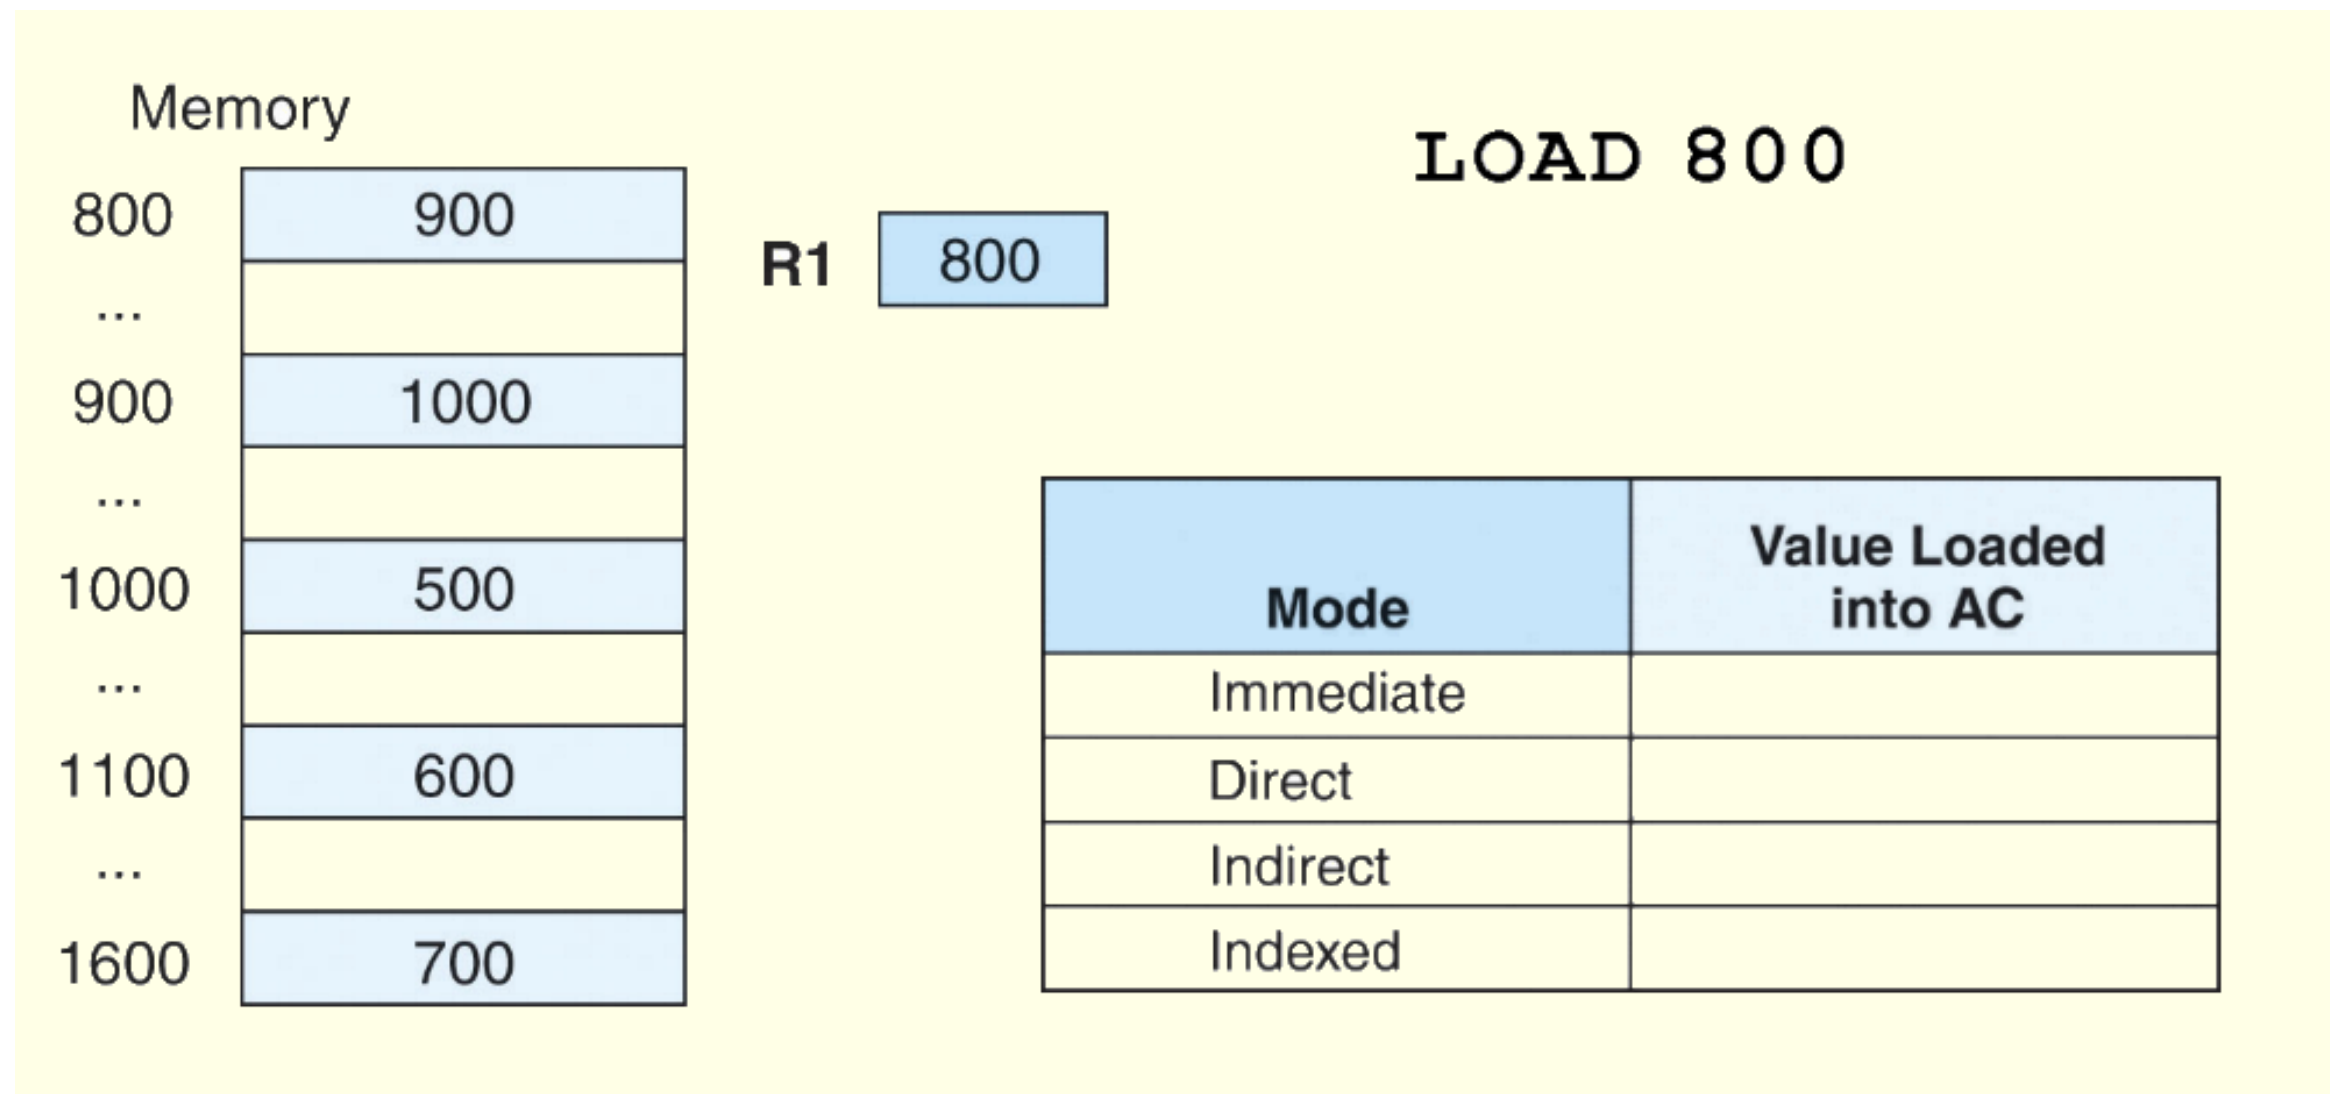 Memory
LOAD 800
800 900
R1 800
...
900 1000
...
1000 500
...
1100 600
...
1600 700
Mode Value Loaded into AC
Immediate
Direct
Indirect
Indexed